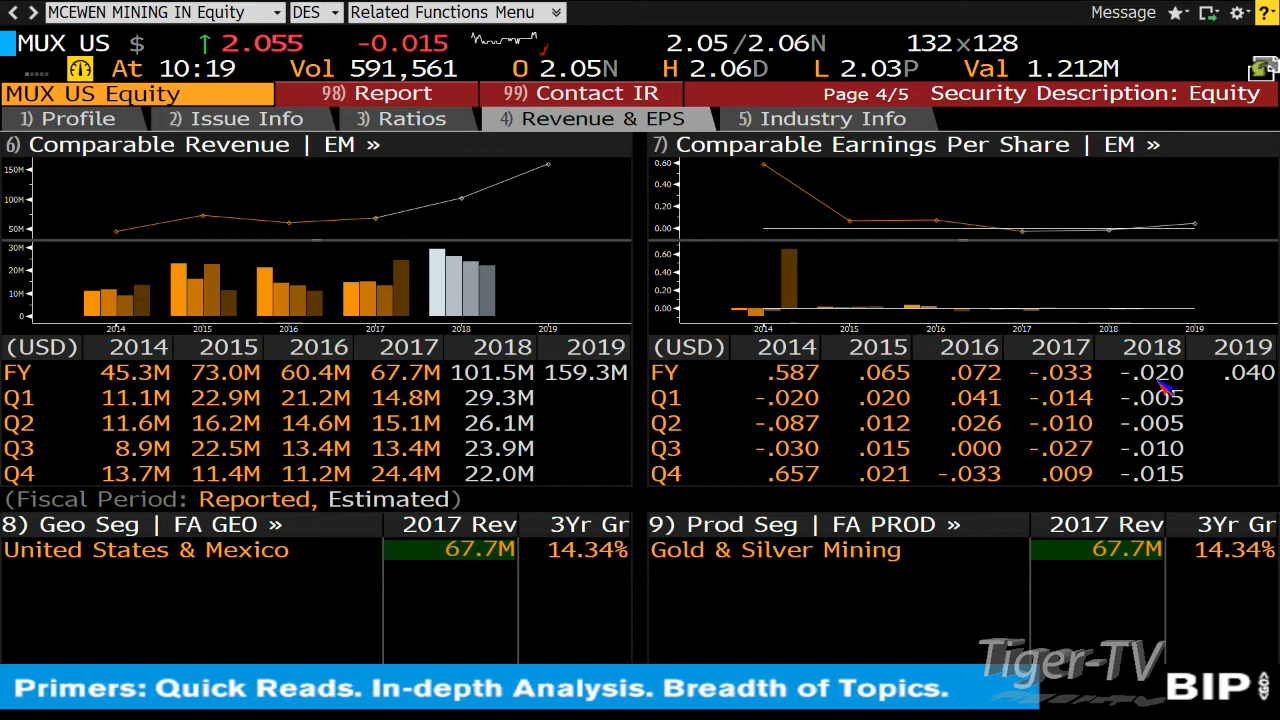 MCEWEN MINING IN Equity DES Related Functions Menu Message ?
MUX US $ ↑ 2.055 -0.015 2.05/2.06N 132x128
At 10:19 Vol 591,561 O 2.05N H 2.06D L 2.03P Val 1.212M
MUX US Equity 98) Report 99) Contact IR Page 4/5 Security Description: Equity
1) Profile 2) Issue Info 3) Ratios 4) Revenue & EPS 5) Industry Info
6) Comparable Revenue | EM » 7) Comparable Earnings Per Share | EM »
150M 0.60
0.40
100M
0.20
50M 0.00
30M
0.60
20M 0.40
10M 0.20
0 0.00
2014 2015 2016 2017 2018 2019 2014 2015 2016 2017 2018 2019
(USD) 2014 2015 2016 2017 2018 2019 (USD) 2014 2015 2016 2017 2018 2019
FY 45.3M 73.0M 60.4M 67.7M 101.5M 159.3M FY .587 .065 .072 -.033 -.020 .040
Q1 11.1M 22.9M 21.2M 14.8M 29.3M Q1 -.020 .020 .041 -.014 -.005
Q2 11.6M 16.2M 14.6M 15.1M 26.1M Q2 -.087 .012 .026 -.010 -.005
Q3 8.9M 22.5M 13.4M 13.4M 23.9M Q3 -.030 .015 .000 -.027 -.010
Q4 13.7M 11.4M 11.2M 24.4M 22.0M Q4 .657 .021 -.033 .009 -.015
(Fiscal Period: Reported, Estimated)
8) Geo Seg | FA GEO » 2017 Rev 3Yr Gr 9) Prod Seg | FA PROD » 2017 Rev 3Yr Gr
United States & Mexico 67.7M 14.34% Gold & Silver Mining 67.7M 14.34%
Tiger-TV
Primers: Quick Reads. In-depth Analysis. Breadth of Topics. BIP <GO>